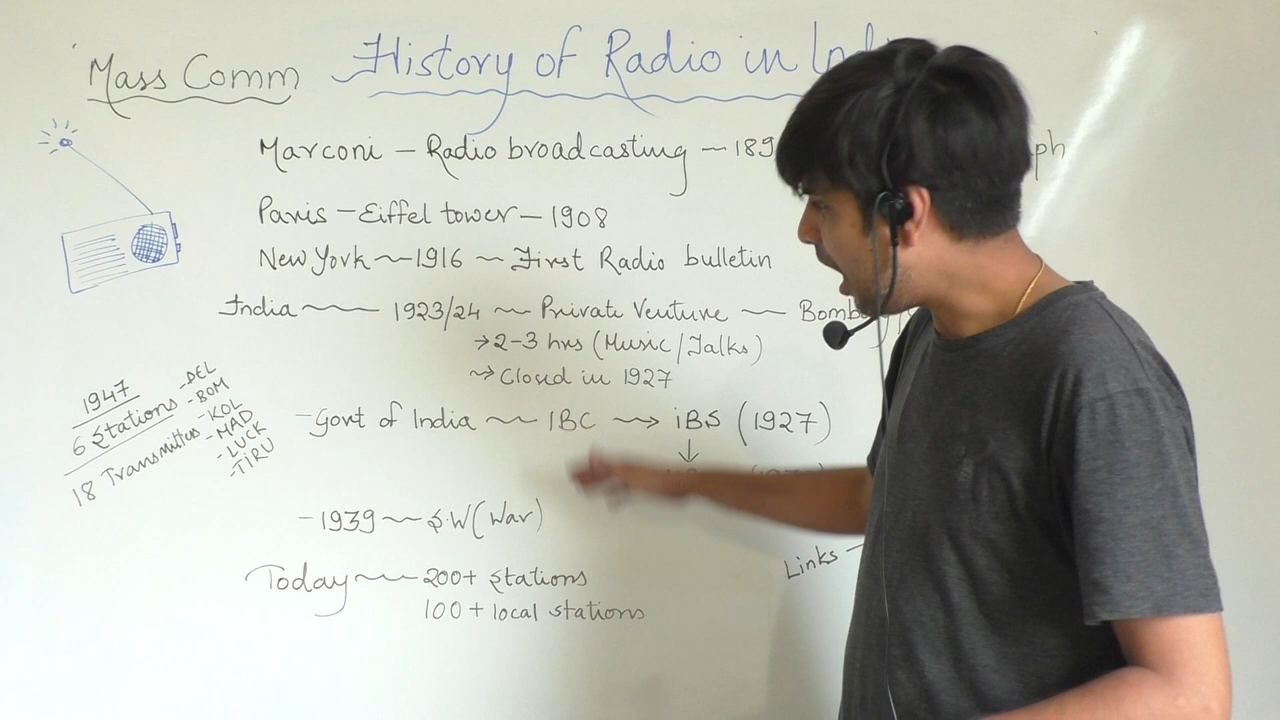 Mass Comm
History of Radio in
Marconi – Radio broadcasting – 189
Paris – Eiffel tower – 1908
New York – 1916 – First Radio bulletin
India – 1923/24 – Private Venture –
→ 2-3 hrs (Music/Talks)
→ Closed in 1927
- Govt of India – IBC → iBS (1927)
↓
- 1939 – S.W (War)
Today – 200+ Stations
100+ local stations
1947
6 Stations
18 Transmitters
- DEL
- BOM
- KOL
- MAD
- LUCK
- TIRU
Links –